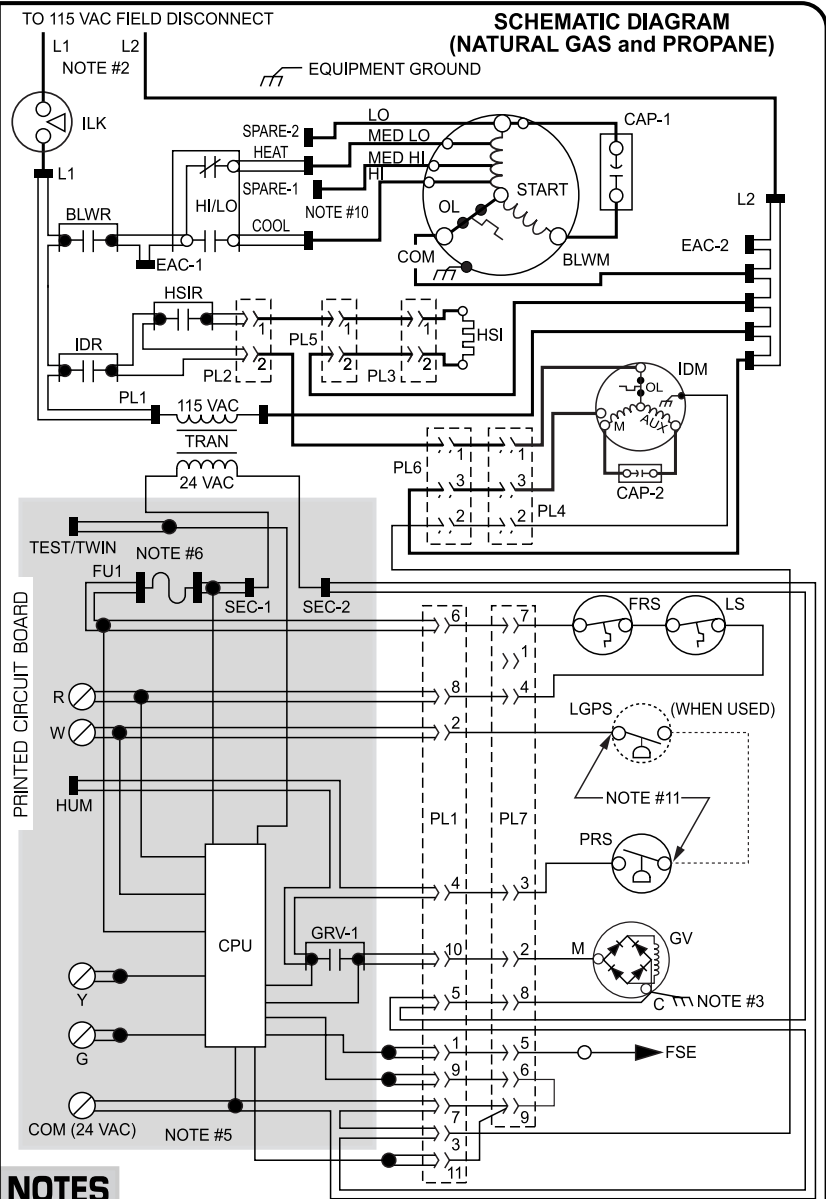 TO 115 VAC FIELD DISCONNECT
SCHEMATIC DIAGRAM
(NATURAL GAS and PROPANE)
L1
L2
NOTE #2
EQUIPMENT GROUND
ILK
LO
CAP-1
SPARE-2
MED LO
HEAT
MED HI
L1
SPARE-1
HI
START
L2
BLWR
HI/LO
NOTE #10
OL
COOL
EAC-2
EAC-1
COM
BLWM
HSIR
1
PL5
1
1
HSI
IDR
2
2
2
IDM
PL2
PL3
OL
PL1
115 VAC
M
AUX
TRAN
1
1
24 VAC
PL6
3
3
CAP-2
2
2
PL4
TEST/TWIN
NOTE #6
FU1
SEC-1
SEC-2
PRINTED CIRCUIT BOARD
6
7
FRS
LS
1
R
8
4
LGPS
(WHEN USED)
W
2
HUM
NOTE #11
PL1
PL7
PRS
4
3
CPU
GRV-1
GV
10
2
M
5
8
C
NOTE #3
Y
1
5
FSE
G
9
6
7
9
COM (24 VAC)
NOTE #5
3
11
NOTES